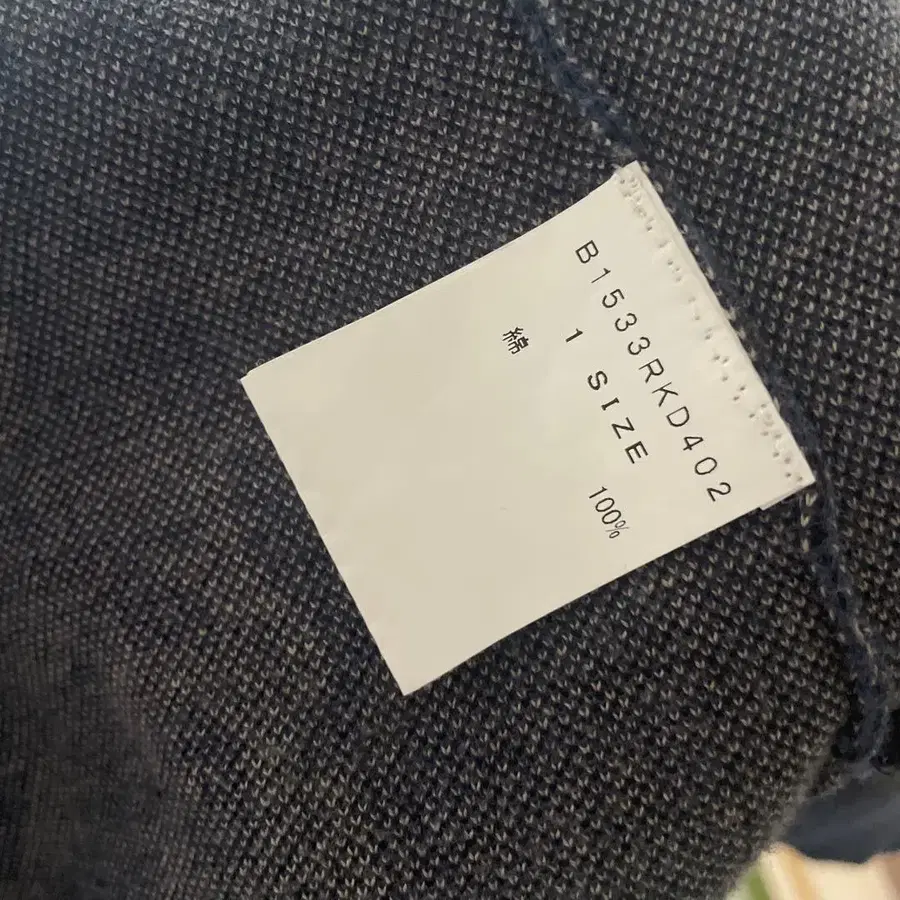 B1533RKD402
1 SIZE
綿 100%